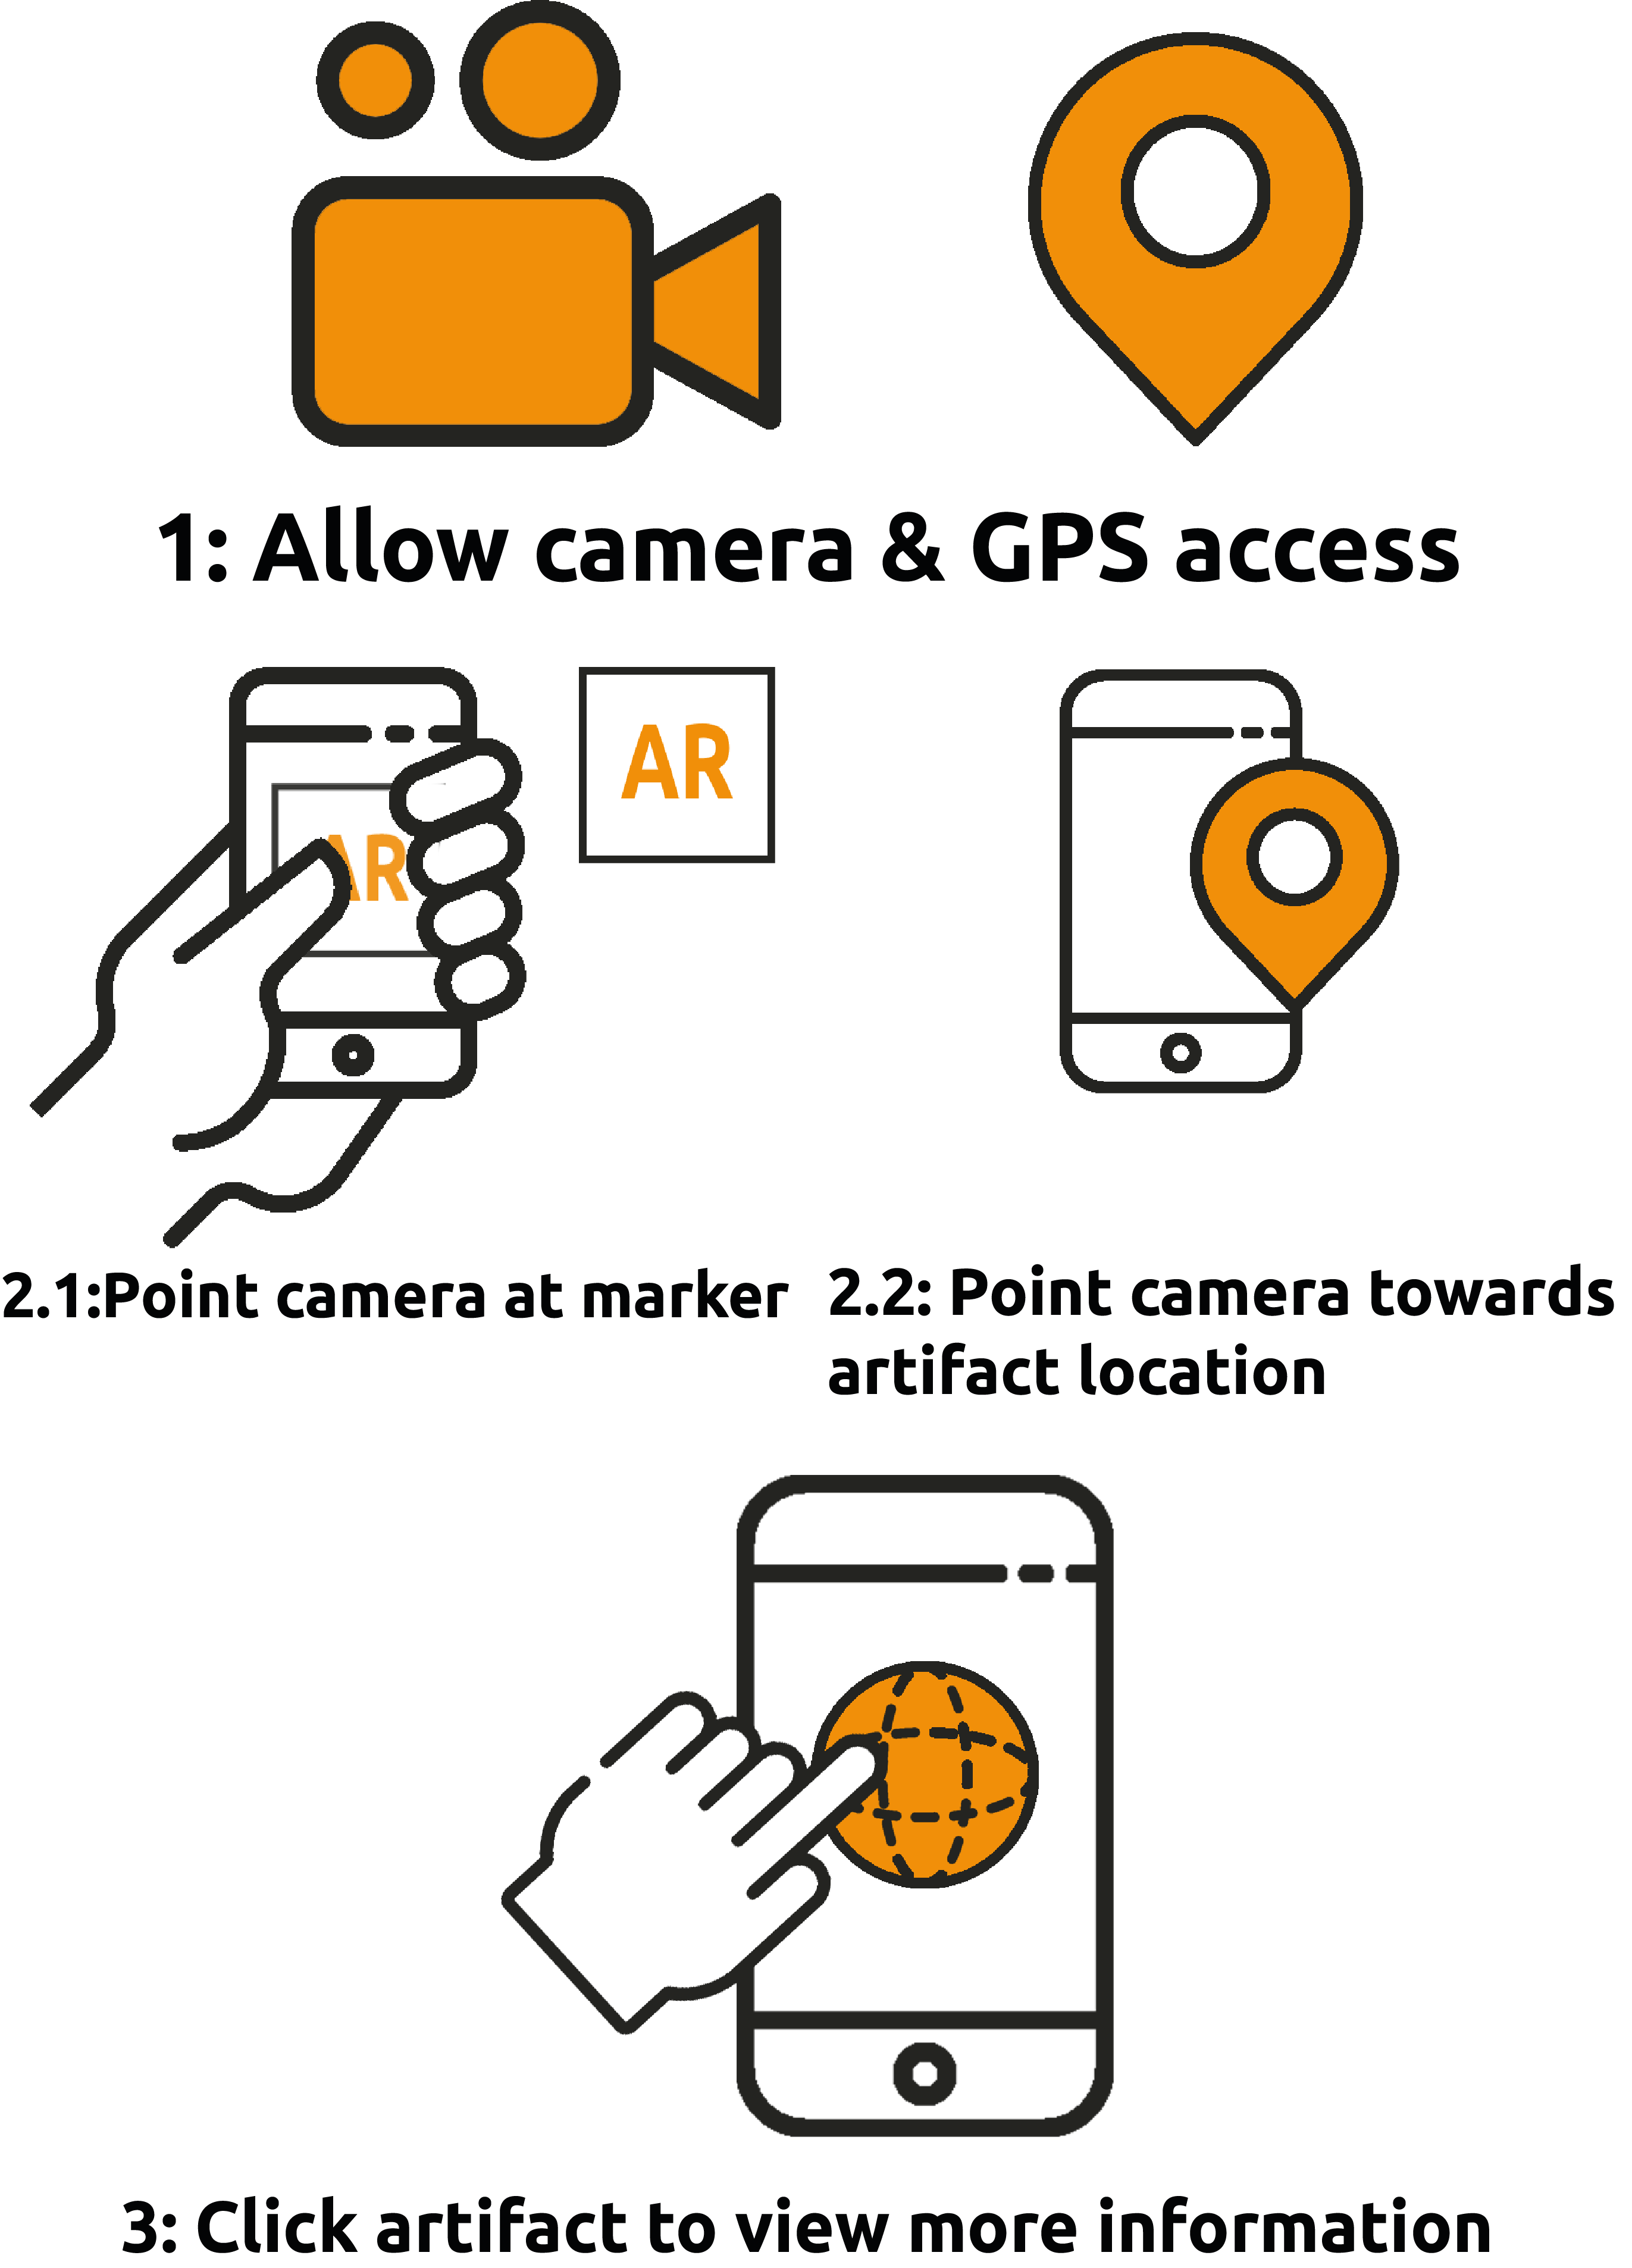 1: Allow camera & GPS access
AR
AR
2.1:Point camera at marker
2.2: Point camera towards
artifact location
3: Click artifact to view more information